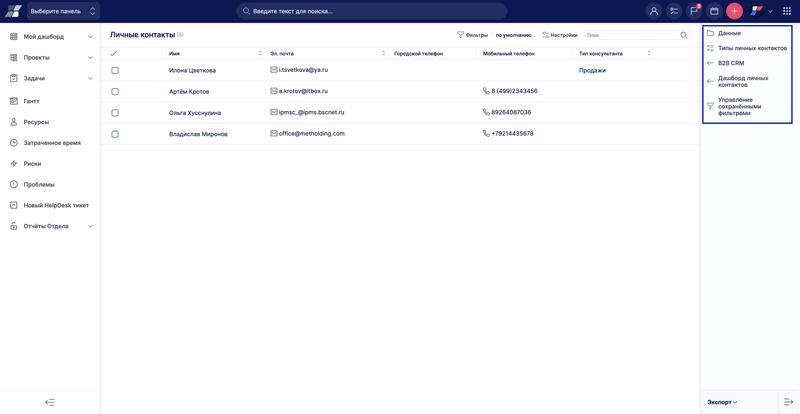 Выберите панель
Введите текст для поиска...
3
Мой дашборд
Проекты
Задачи
Гантт
Ресурсы
Затраченное время
Риски
Проблемы
Новый HelpDesk тикет
Отчёты Отдела
Личные контакты (4)
Фильтры
по умолчанию
Настройки
Тема
Имя
Эл. почта
Городской телефон
Мобильный телефон
Тип консультанта
Илона Цветкова
i.tsvetkova@ya.ru
Продажи
Артём Кротов
a.krotov@itbox.ru
8 (499)2343456
Ольга Хусснулина
ipmsc_@ipms.bscnet.ru
89264087036
Владислав Миронов
office@metholding.com
+79214435678
Данные
Типы личных контактов
B2B CRM
Дашборд личных
контактов
Управление
сохранёнными
фильтрами
Экспорт